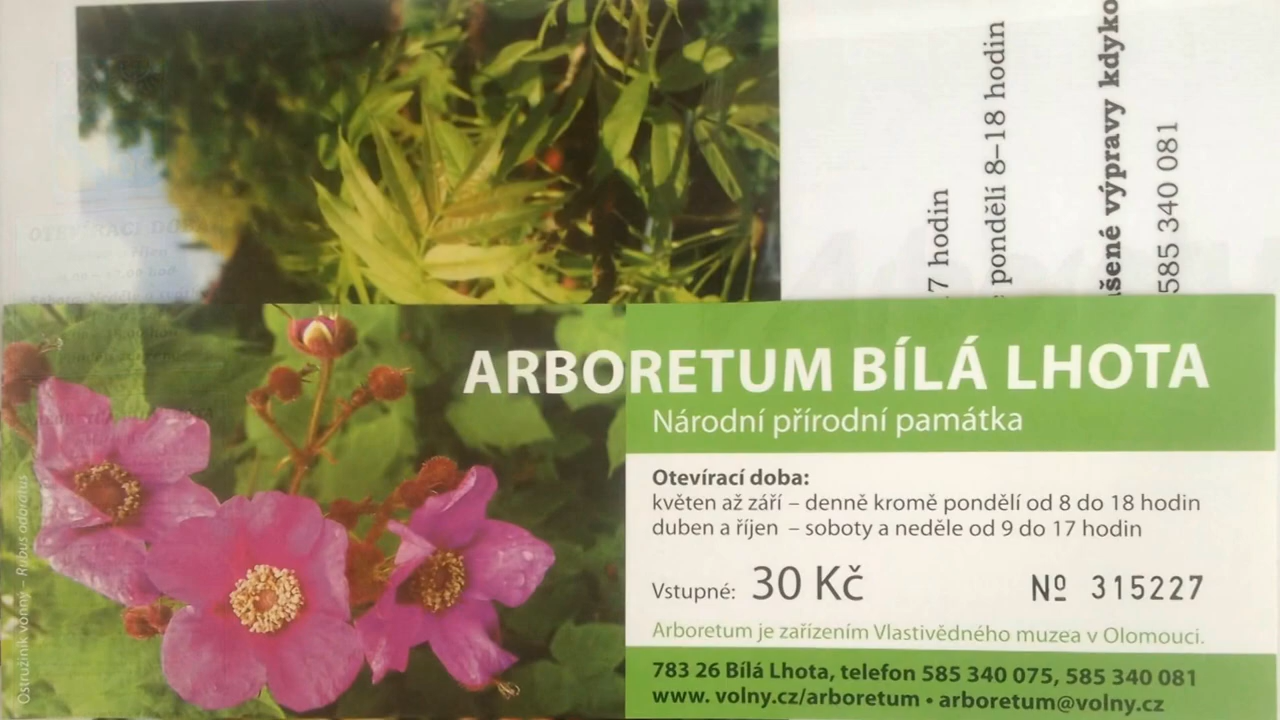 7 hodin
pondělí 8–18 hodin
ášené výpravy kdyko
585 340 081
ARBORETUM BÍLÁ LHOTA
Národní přírodní památka
Otevírací doba:
květen až září – denně kromě pondělí od 8 do 18 hodin
duben a říjen – soboty a neděle od 9 do 17 hodin
Vstupné: 30 Kč
Nº 315227
Arboretum je zařízením Vlastivědného muzea v Olomouci.
783 26 Bílá Lhota, telefon 585 340 075, 585 340 081
www. volny.cz/arboretum • arboretum@volny.cz
Ostružiník vonný – Rubus odoratus